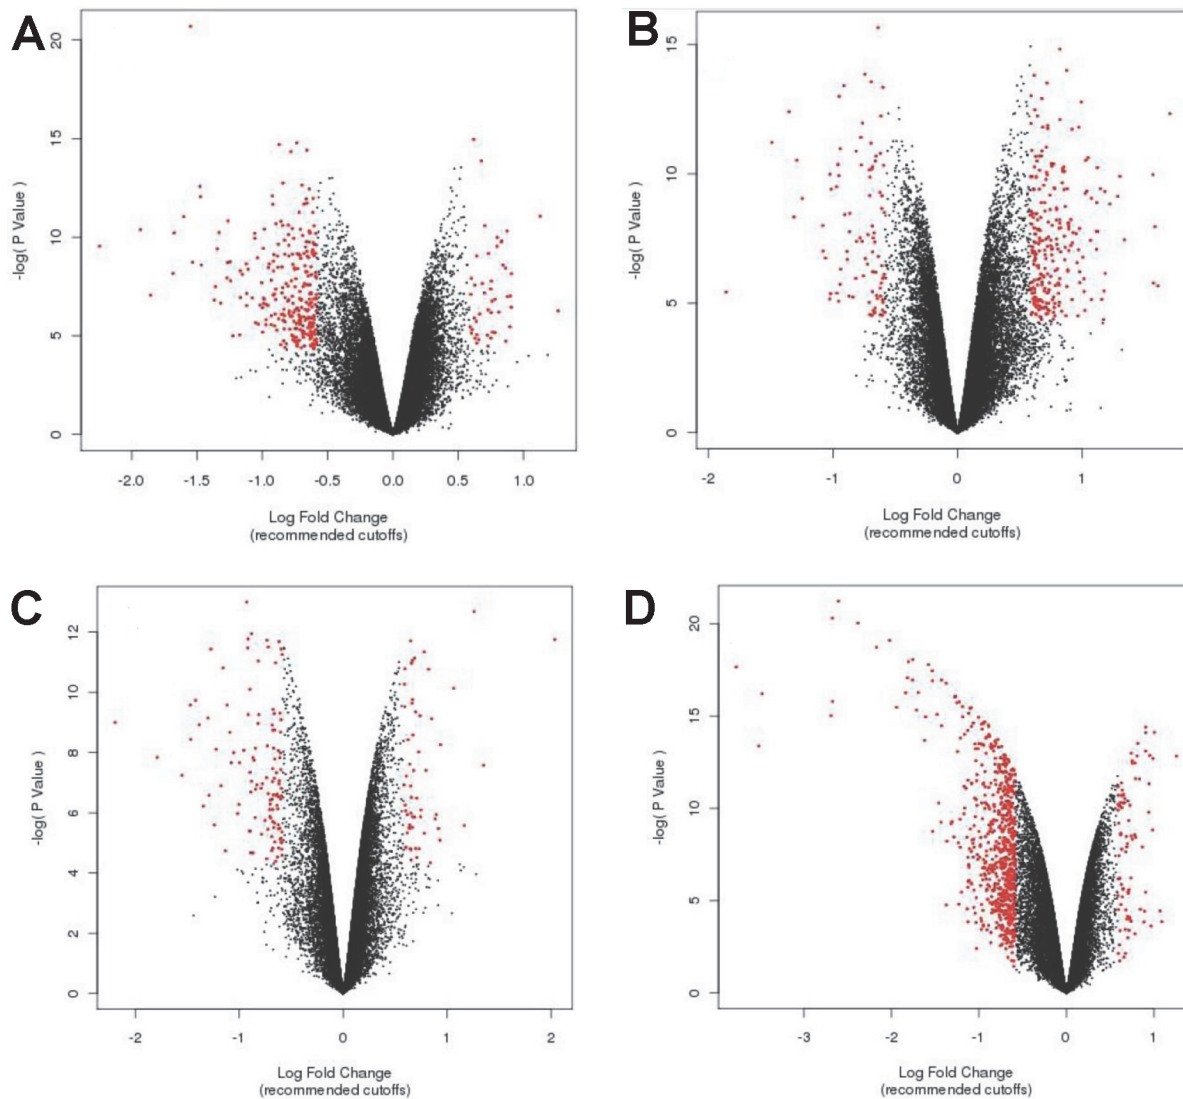 A
-log( P Value )
20
15
10
5
0
-2.0 -1.5 -1.0 -0.5 0.0 0.5 1.0
Log Fold Change
(recommended cutoffs)
B
-log( P Value )
15
10
5
0
-2 -1 0 1
Log Fold Change
(recommended cutoffs)
C
-log( P Value )
12
10
8
6
4
2
0
-2 -1 0 1 2
Log Fold Change
(recommended cutoffs)
D
-log( P Value )
20
15
10
5
0
-3 -2 -1 0 1
Log Fold Change
(recommended cutoffs)